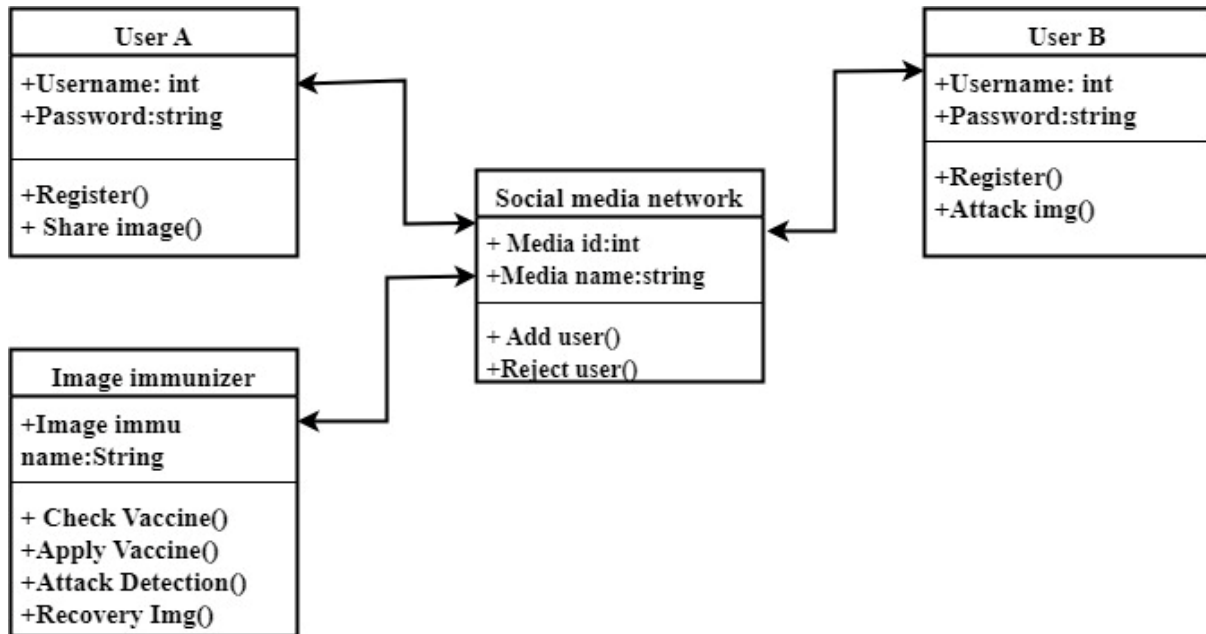 User A
+Username: int
+Password:string
+Register()
+ Share image()
User B
+Username: int
+Password:string
+Register()
+Attack img()
Social media network
+ Media id:int
+Media name:string
+ Add user()
+Reject user()
Image immunizer
+Image immu
name:String
+ Check Vaccine()
+Apply Vaccine()
+Attack Detection()
+Recovery Img()